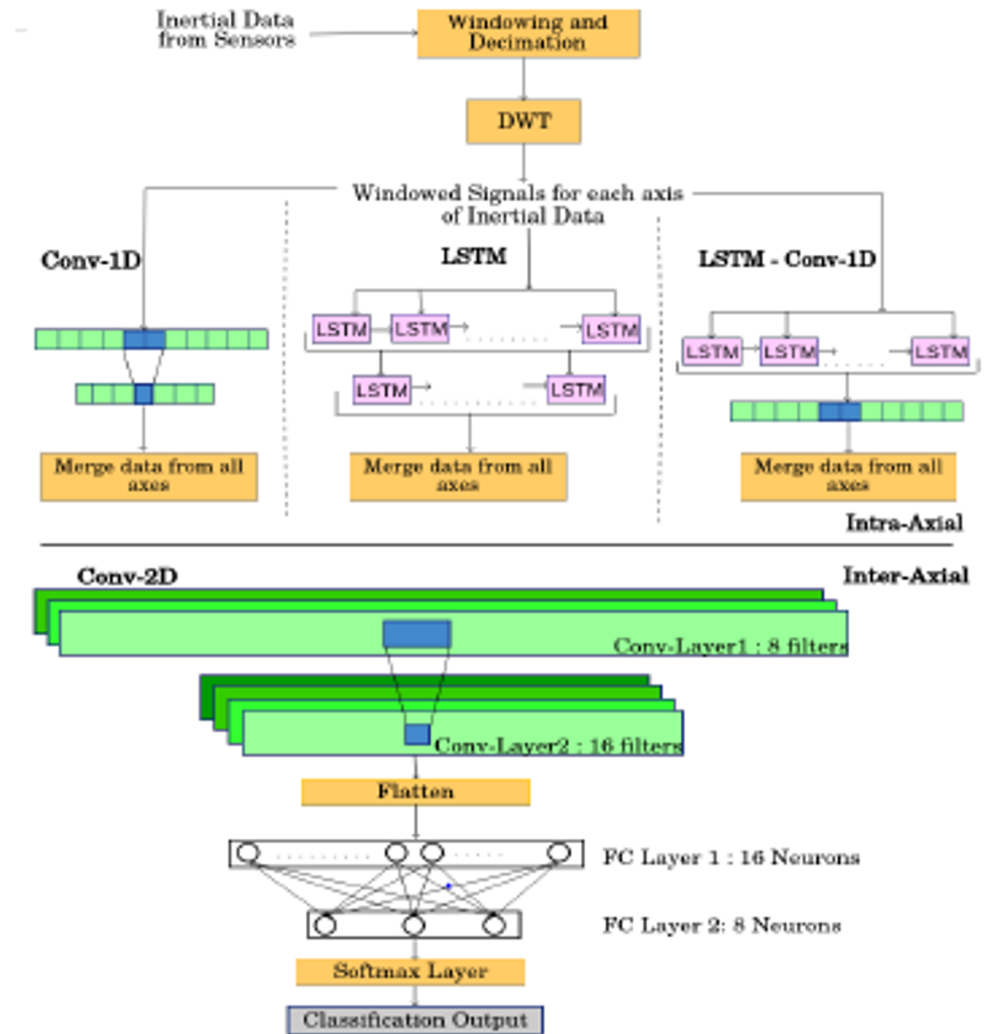 Inertial Data
from Sensors
Windowing and
Decimation
DWT
Windowed Signals for each axis
of Inertial Data
Conv-1D
LSTM
LSTM - Conv-1D
LSTM
LSTM
LSTM
LSTM
LSTM
LSTM
LSTM
LSTM
Merge data from all
axes
Merge data from all
axes
Merge data from all
axes
Intra-Axial
Conv-2D
Inter-Axial
Conv-Layer1 : 8 filters
Conv-Layer2 : 16 filters
Flatten
FC Layer 1 : 16 Neurons
FC Layer 2: 8 Neurons
Softmax Layer
Classification Output